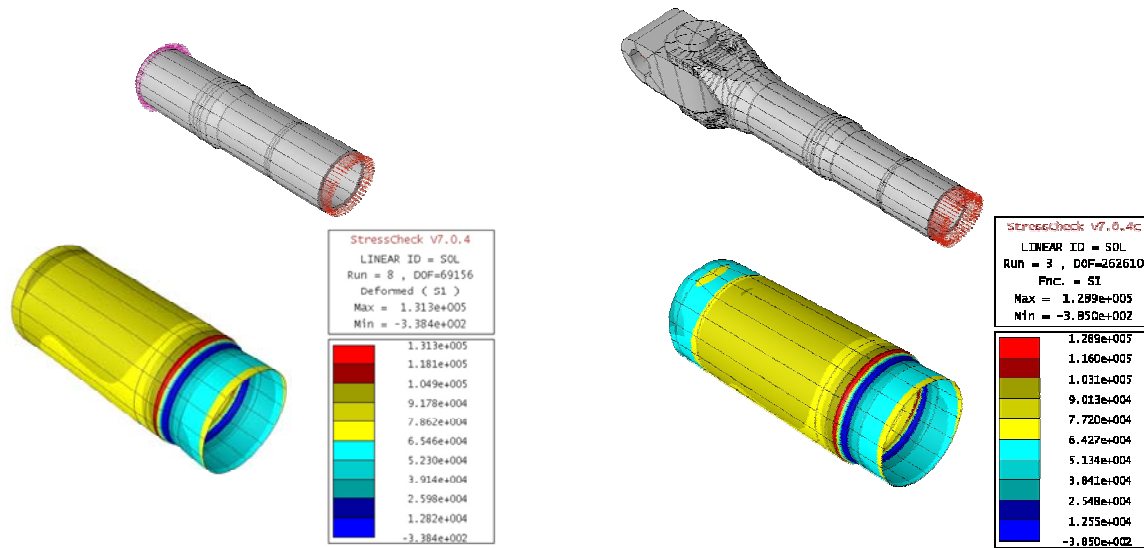 StressCheck V7.0.4
LINEAR ID = SOL
Run = 8 , DOF=69156
Deformed ( S1 )
Max = 1.313e+005
Min = -3.384e+002
1.313e+005
1.181e+005
1.049e+005
9.178e+004
7.862e+004
6.546e+004
5.230e+004
3.914e+004
2.598e+004
1.282e+004
-3.384e+002
StressCheck V7.0.4c
LINEAR ID = SOL
Run = 3 , DOF=262610
Fnc. = S1
Max = 1.289e+005
Min = -3.850e+002
1.289e+005
1.160e+005
1.031e+005
9.013e+004
7.720e+004
6.427e+004
5.134e+004
3.841e+004
2.548e+004
1.255e+004
-3.850e+002